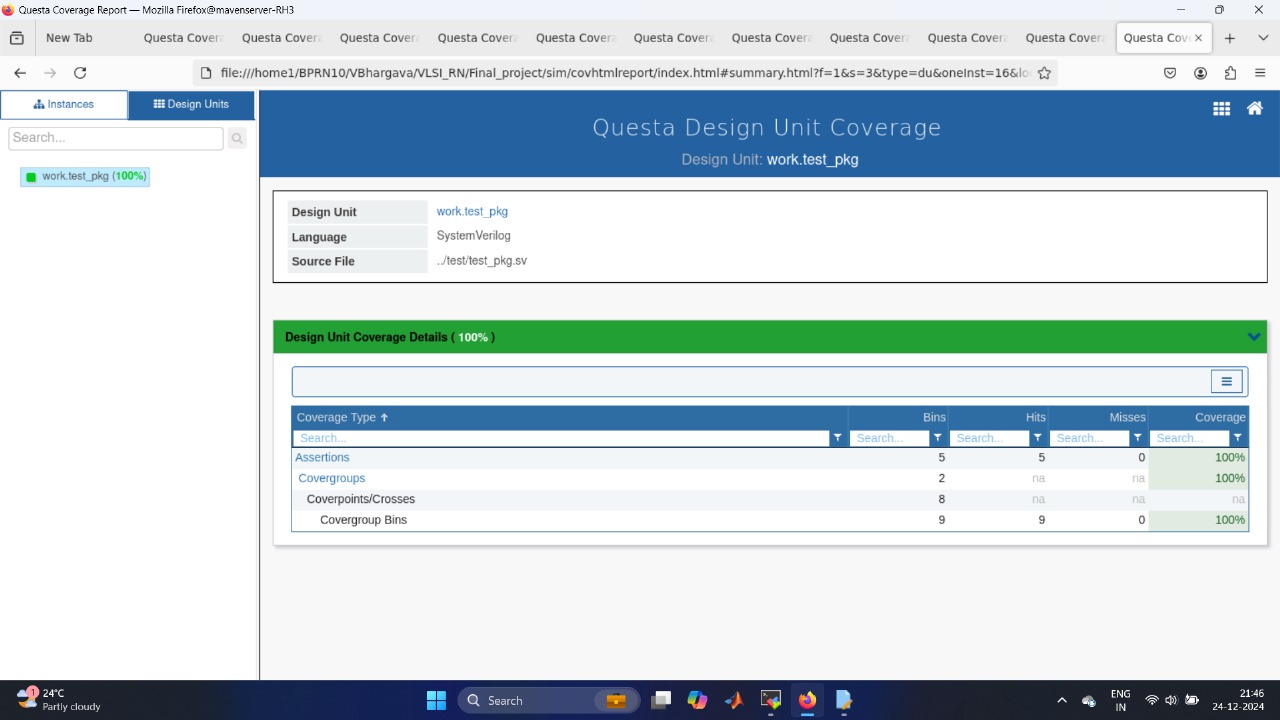 Questa Coverage Report — Mozilla Firefox@mavenserver-RH3
New Tab
Questa Cover
Questa Cover
Questa Cover
Questa Cover
Questa Cover
Questa Cover
Questa Cover
Questa Cover
Questa Cover
Questa Cover
Questa Cov
file:///home1/BPRN10/VBhargava/VLSI_RN/Final_project/sim/covhtmlreport/index.html#summary.html?f=1&s=3&type=du&oneInst=16&lo
Instances
Design Units
Search...
work.test_pkg (100%)
Questa Design Unit Coverage
Design Unit: work.test_pkg
Design Unit work.test_pkg
Language SystemVerilog
Source File ../test/test_pkg.sv
Design Unit Coverage Details ( 100% )
Coverage Type Bins Hits Misses Coverage
Search... Search... Search... Search... Search...
Assertions 5 5 0 100%
Covergroups 2 na na 100%
Coverpoints/Crosses 8 na na na
Covergroup Bins 9 9 0 100%
1
24°C
Partly cloudy
Search
ENG
IN
21:46
24-12-2024